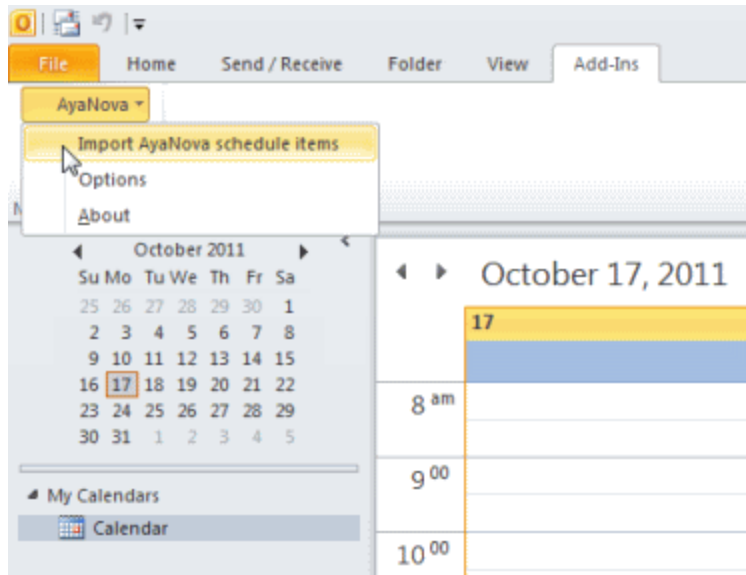 File Home Send / Receive Folder View Add-Ins
AyaNova
Import AyaNova schedule items
Options
About
October 2011
Su Mo Tu We Th Fr Sa
25 26 27 28 29 30 1
2 3 4 5 6 7 8
9 10 11 12 13 14 15
16 17 18 19 20 21 22
23 24 25 26 27 28 29
30 31 1 2 3 4 5
My Calendars
Calendar
October 17, 2011
17
8 am
9 00
10 00